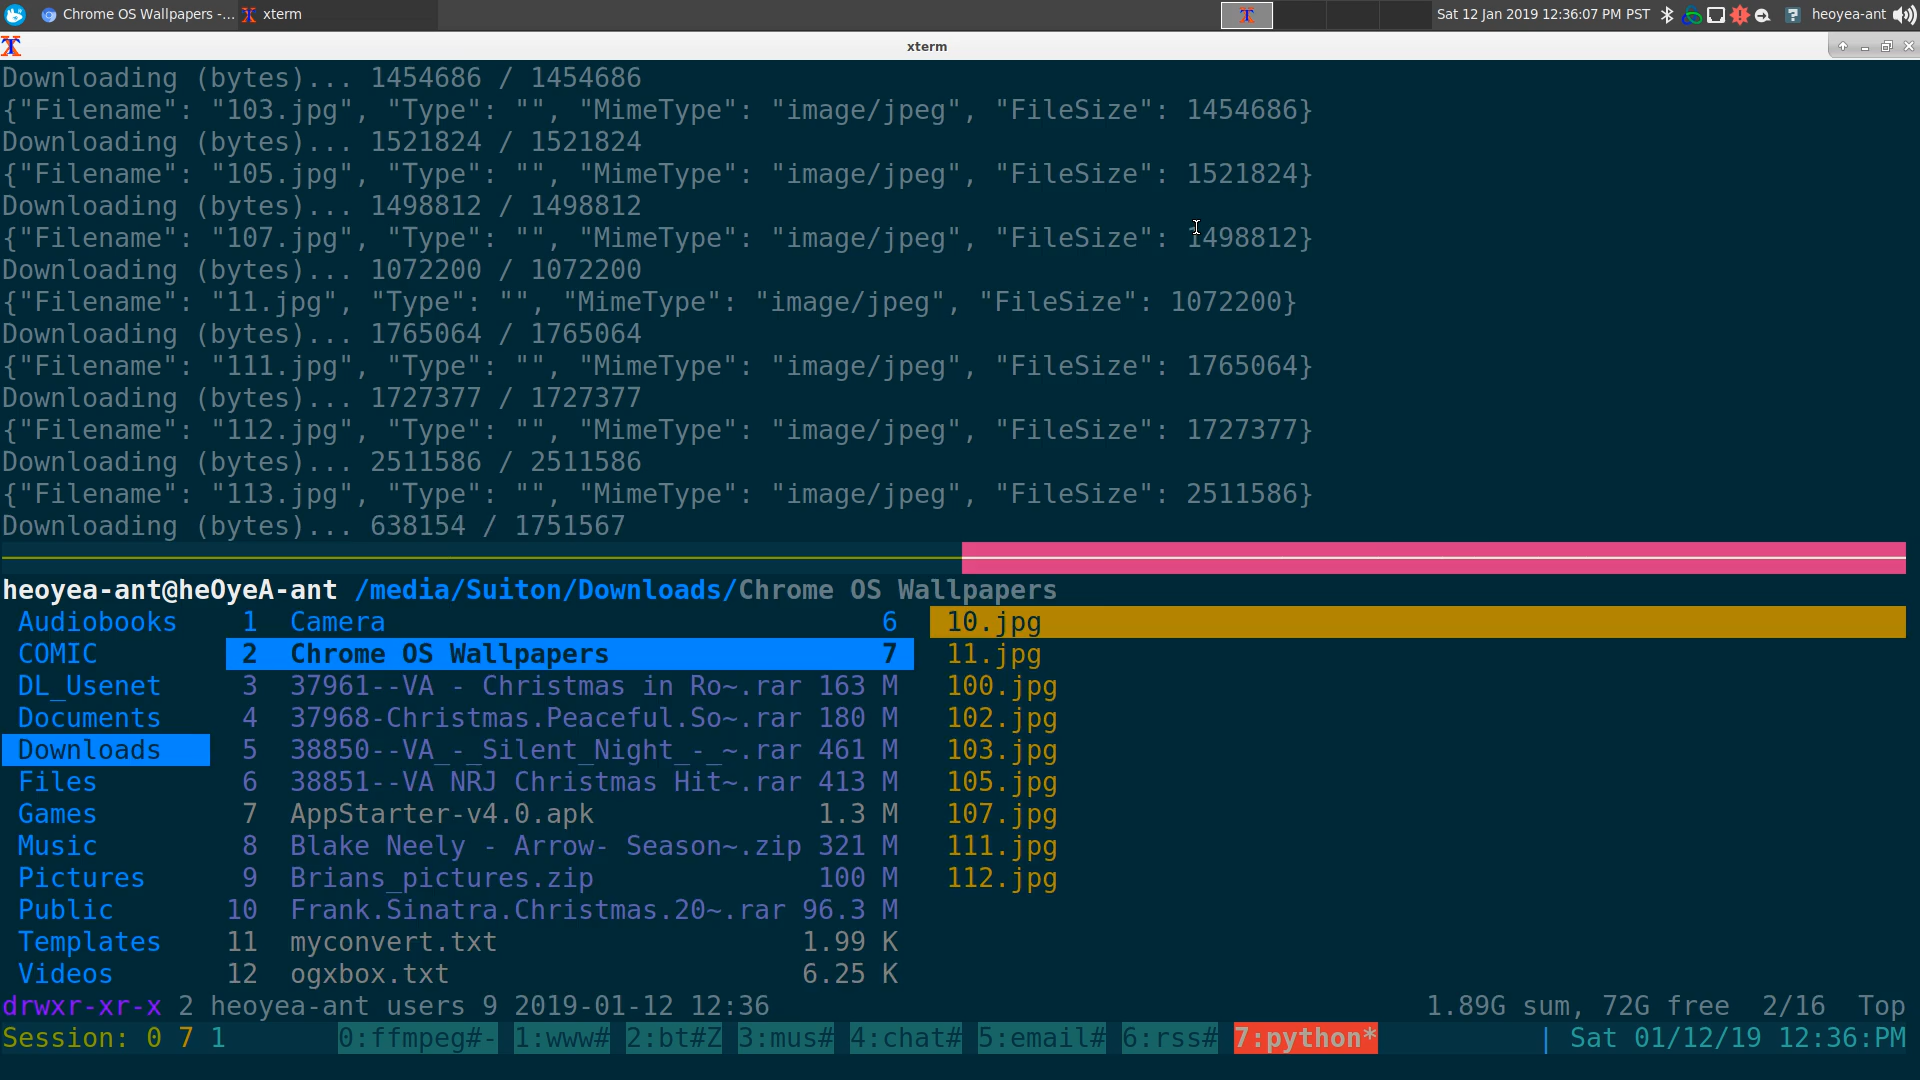 Chrome OS Wallpapers -... xterm Sat 12 Jan 2019 12:36:07 PM PST heoyea-ant
xterm
Downloading (bytes)... 1454686 / 1454686
{"Filename": "103.jpg", "Type": "", "MimeType": "image/jpeg", "FileSize": 1454686}
Downloading (bytes)... 1521824 / 1521824
{"Filename": "105.jpg", "Type": "", "MimeType": "image/jpeg", "FileSize": 1521824}
Downloading (bytes)... 1498812 / 1498812
{"Filename": "107.jpg", "Type": "", "MimeType": "image/jpeg", "FileSize": 1498812}
Downloading (bytes)... 1072200 / 1072200
{"Filename": "11.jpg", "Type": "", "MimeType": "image/jpeg", "FileSize": 1072200}
Downloading (bytes)... 1765064 / 1765064
{"Filename": "111.jpg", "Type": "", "MimeType": "image/jpeg", "FileSize": 1765064}
Downloading (bytes)... 1727377 / 1727377
{"Filename": "112.jpg", "Type": "", "MimeType": "image/jpeg", "FileSize": 1727377}
Downloading (bytes)... 2511586 / 2511586
{"Filename": "113.jpg", "Type": "", "MimeType": "image/jpeg", "FileSize": 2511586}
Downloading (bytes)... 638154 / 1751567
heoyea-ant@heOyeA-ant /media/Suiton/Downloads/Chrome OS Wallpapers
Audiobooks 1 Camera 6 10.jpg
COMIC 2 Chrome OS Wallpapers 7 11.jpg
DL_Usenet 3 37961--VA - Christmas in Ro~.rar 163 M 100.jpg
Documents 4 37968-Christmas.Peaceful.So~.rar 180 M 102.jpg
Downloads 5 38850--VA_-_Silent_Night_-_~.rar 461 M 103.jpg
Files 6 38851--VA NRJ Christmas Hit~.rar 413 M 105.jpg
Games 7 AppStarter-v4.0.apk 1.3 M 107.jpg
Music 8 Blake Neely - Arrow- Season~.zip 321 M 111.jpg
Pictures 9 Brians_pictures.zip 100 M 112.jpg
Public 10 Frank.Sinatra.Christmas.20~.rar 96.3 M
Templates 11 myconvert.txt 1.99 K
Videos 12 ogxbox.txt 6.25 K
drwxr-xr-x 2 heoyea-ant users 9 2019-01-12 12:36 1.89G sum, 72G free 2/16 Top
Session: 0 7 1 0:ffmpeg#- 1:www# 2:bt#Z 3:mus# 4:chat# 5:email# 6:rss# 7:python* | Sat 01/12/19 12:36:PM